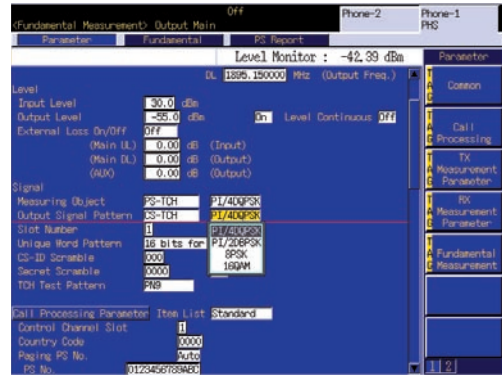 Off
Phone-2
Phone-1
PHS
<Fundamental Measurement> Output Main
Parameter Fundamental PS Report
Level Monitor : -42.39 dBm
Parameter
DL 1895.150000 MHz (Output Freq.)
Level
Input Level 30.0 dBm
Output Level -55.0 dBm On Level Continuous Off
External Loss On/Off Off
(Main UL) 0.00 dB (Input)
(Main DL) 0.00 dB (Output)
(AUX) 0.00 dB (Output)
Signal
Measuring Object PS-TCH PI/4DQPSK
Output Signal Pattern CS-TCH PI/4DQPSK
Slot Number 1 PI/4DQPSK
Unique Word Pattern 16 bits for PI/2DBPSK
CS-ID Scramble 000 8PSK
Secret Scramble 0000 16QAM
TCH Test Pattern PN9
Call Processing Parameter Item List Standard
Control Channel Slot 1
Country Code 0000
Paging PS No. Auto
PS No. 0123456789ABC
TAG Common
TAG Call Processing
TAG TX Measurement Parameter
TAG RX Measurement Parameter
TAG Fundamental Measurement
1 2